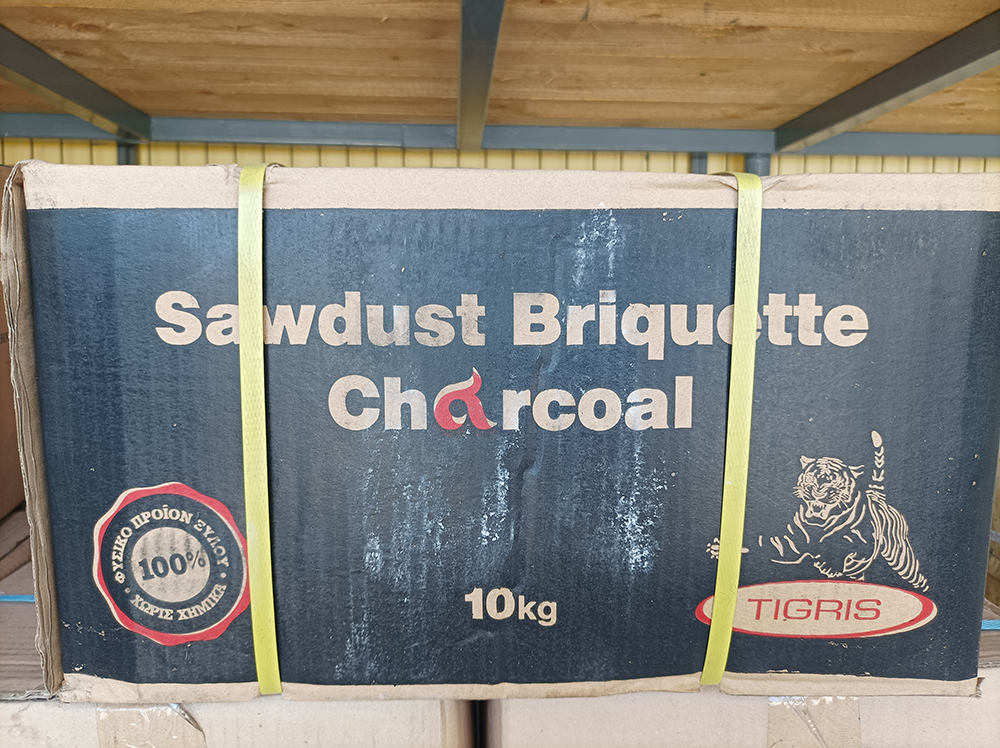 Sawdust Briquette
Charcoal
ΦΥΣΙΚΟ ΠΡΟΪΟΝ ΞΥΛΟΥ
100%
ΧΩΡΙΣ ΧΗΜΙΚΑ
10kg
TIGRIS